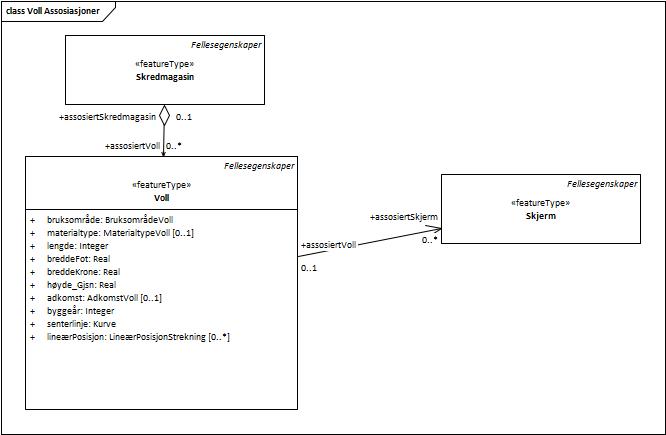 class Voll Assosiasjoner
Fellesegenskaper
«featureType»
Skredmagasin
+assosiertSkredmagasin 0..1
+assosiertVoll 0..*
Fellesegenskaper
«featureType»
Voll
+ bruksområde: BruksområdeVoll
+ materialtype: MaterialtypeVoll [0..1]
+ lengde: Integer
+ breddeFot: Real
+ breddeKrone: Real
+ høyde_Gjsn: Real
+ adkomst: AdkomstVoll [0..1]
+ byggeår: Integer
+ senterlinje: Kurve
+ lineærPosisjon: LineærPosisjonStrekning [0..*]
+assosiertVoll
0..1
+assosiertSkjerm
0..*
Fellesegenskaper
«featureType»
Skjerm